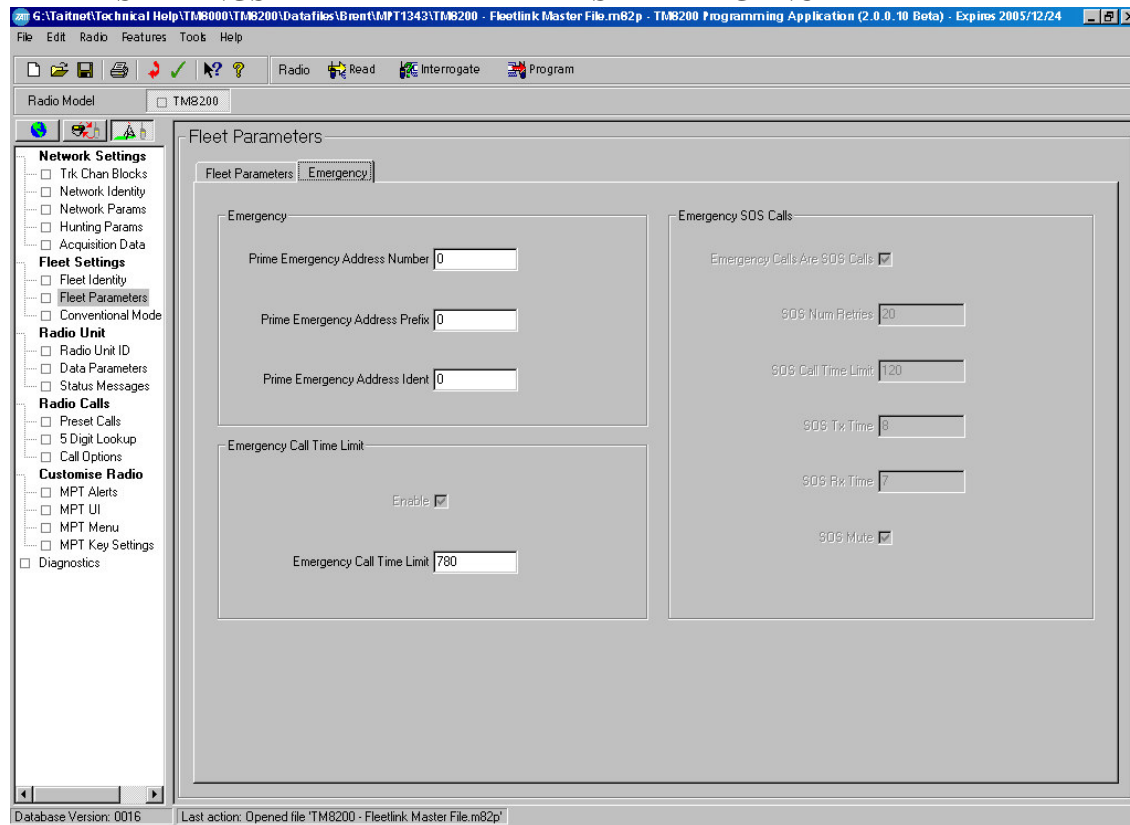 G:\Taitnet\Technical Help\TM8000\TM8200\Datafiles\Brent\MPT1343\TM8200 - Fleetlink Master File.m82p - TM8200 Programming Application (2.0.0.10 Beta) - Expires 2005/12/24
File Edit Radio Features Tools Help
Radio Read Interrogate Program
Radio Model TM8200
Network Settings
Trk Chan Blocks
Network Identity
Network Params
Hunting Params
Acquisition Data
Fleet Settings
Fleet Identity
Fleet Parameters
Conventional Mode
Radio Unit
Radio Unit ID
Data Parameters
Status Messages
Radio Calls
Preset Calls
5 Digit Lookup
Call Options
Customise Radio
MPT Alerts
MPT UI
MPT Menu
MPT Key Settings
Diagnostics
Fleet Parameters
Fleet Parameters Emergency
Emergency
Prime Emergency Address Number 0
Prime Emergency Address Prefix 0
Prime Emergency Address Ident 0
Emergency Call Time Limit
Enable
Emergency Call Time Limit 780
Emergency SOS Calls
Emergency Calls Are SOS Calls
SOS Num Retries 20
SOS Call Time Limit 120
SOS Tx Time 8
SOS Rx Time 7
SOS Mute
Database Version: 0016 Last action: Opened file 'TM8200 - Fleetlink Master File.m82p'